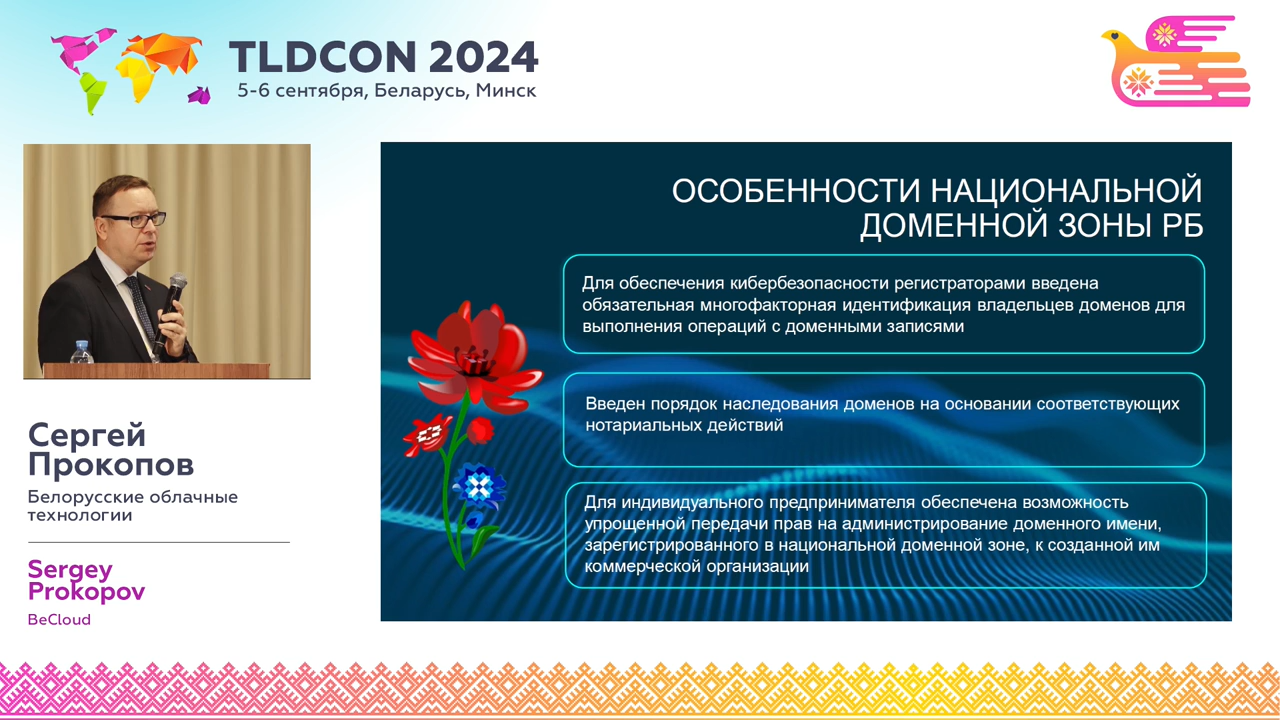 TLDCON 2024
5-6 сентября, Беларусь, Минск
Сергей
Прокопов
Белорусские облачные
технологии
Sergey
Prokopov
BeCloud
ОСОБЕННОСТИ НАЦИОНАЛЬНОЙ
ДОМЕННОЙ ЗОНЫ РБ
Для обеспечения кибербезопасности регистраторами введена
обязательная многофакторная идентификация владельцев доменов для
выполнения операций с доменными записями
Введен порядок наследования доменов на основании соответствующих
нотариальных действий
Для индивидуального предпринимателя обеспечена возможность
упрощенной передачи прав на администрирование доменного имени,
зарегистрированного в национальной доменной зоне, к созданной им
коммерческой организации